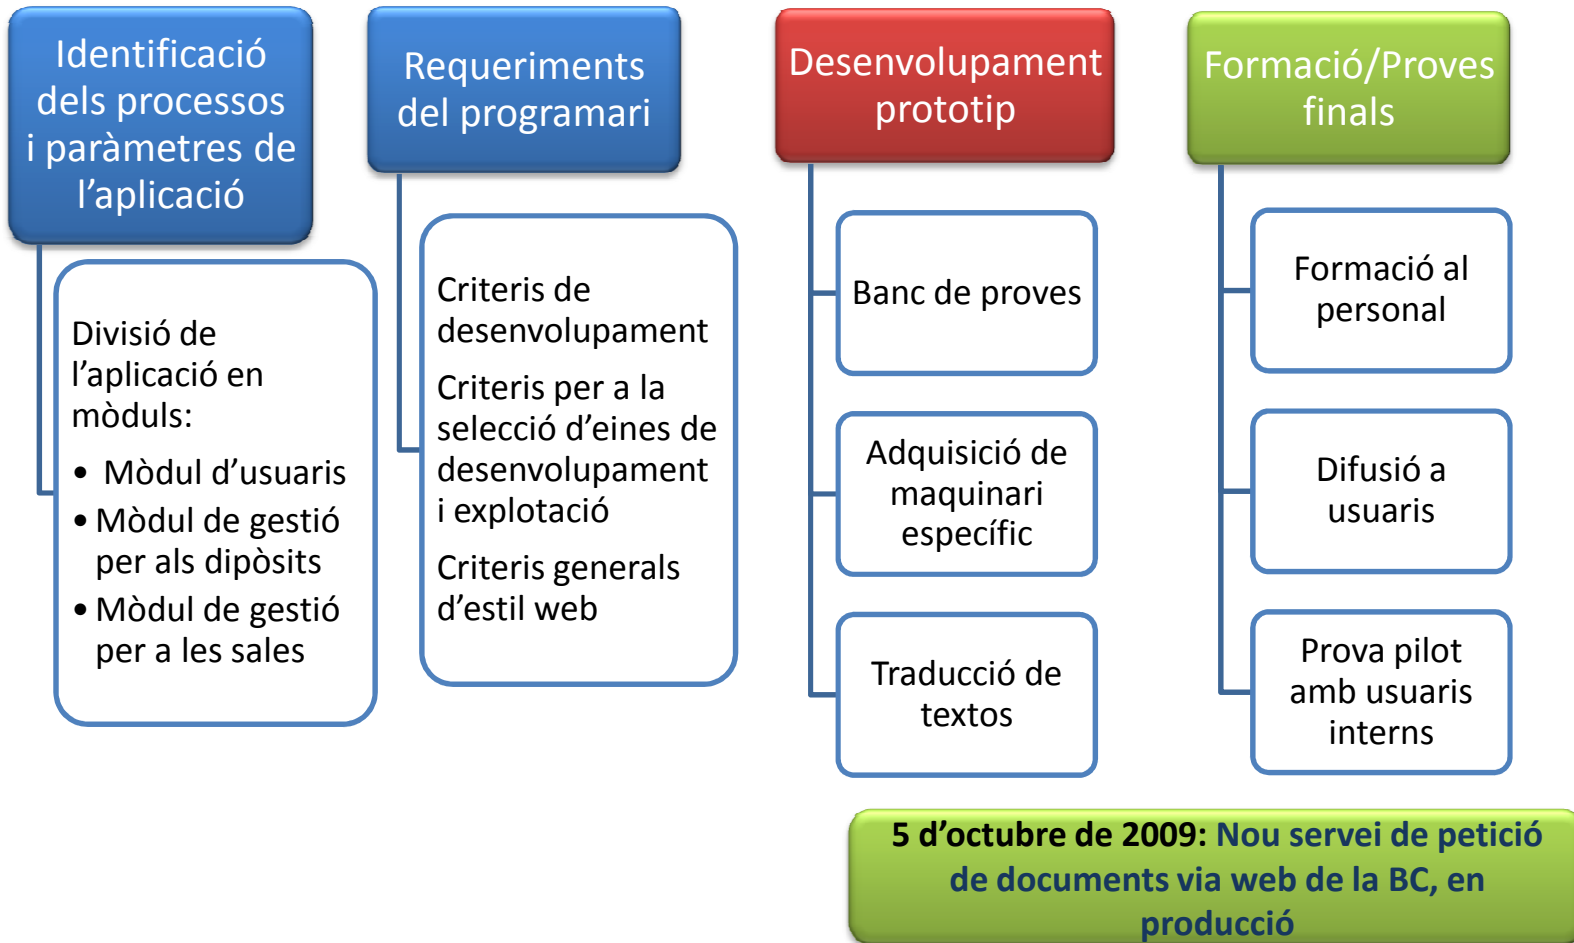 Identificació
dels processos
i paràmetres de
l’aplicació
Divisió de
l’aplicació en
mòduls:
• Mòdul d’usuaris
• Mòdul de gestió
per als dipòsits
• Mòdul de gestió
per a les sales
Requeriments
del programari
Criteris de
desenvolupament
Criteris per a la
selecció d’eines de
desenvolupament
i explotació
Criteris generals
d’estil web
Desenvolupament
prototip
Banc de proves
Adquisició de
maquinari
específic
Traducció de
textos
Formació/Proves
finals
Formació al
personal
Difusió a
usuaris
Prova pilot
amb usuaris
interns
5 d’octubre de 2009: Nou servei de petició
de documents via web de la BC, en
producció